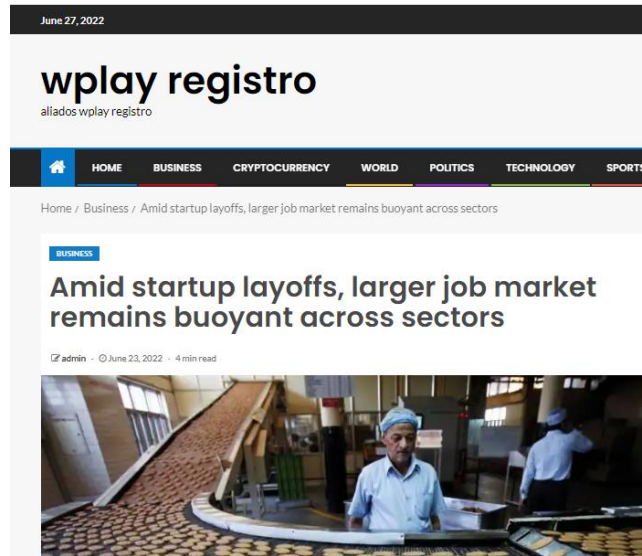 June 27, 2022
wplay registro
aliados wplay registro
HOME BUSINESS CRYPTOCURRENCY WORLD POLITICS TECHNOLOGY SPORTS
Home / Business / Amid startup layoffs, larger job market remains buoyant across sectors
BUSINESS
Amid startup layoffs, larger job market
remains buoyant across sectors
admin - June 23, 2022 - 4 min read